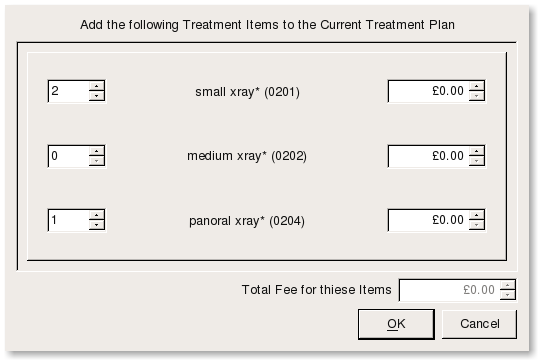 Add the following Treatment Items to the Current Treatment Plan
2 small xray* (0201) £0.00
0 medium xray* (0202) £0.00
1 panoral xray* (0204) £0.00
Total Fee for thiese Items £0.00
OK Cancel